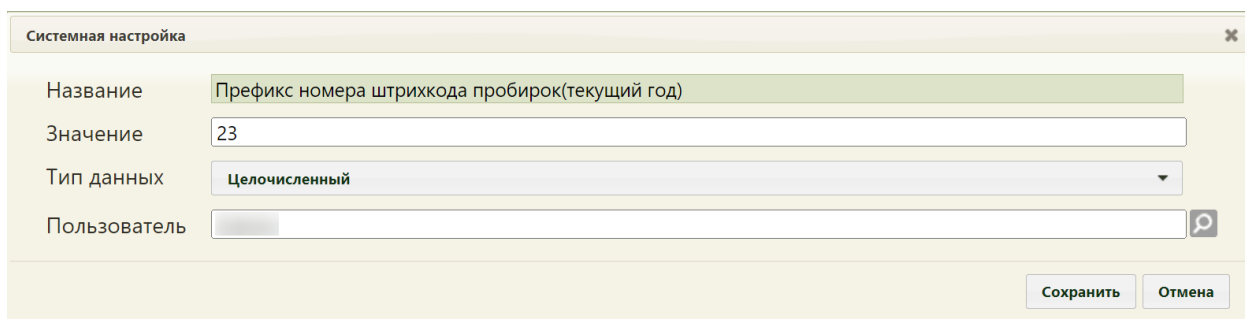 Системная настройка
Название Префикс номера штрихкода пробирок(текущий год)
Значение 23
Тип данных Целочисленный
Пользователь
Сохранить Отмена